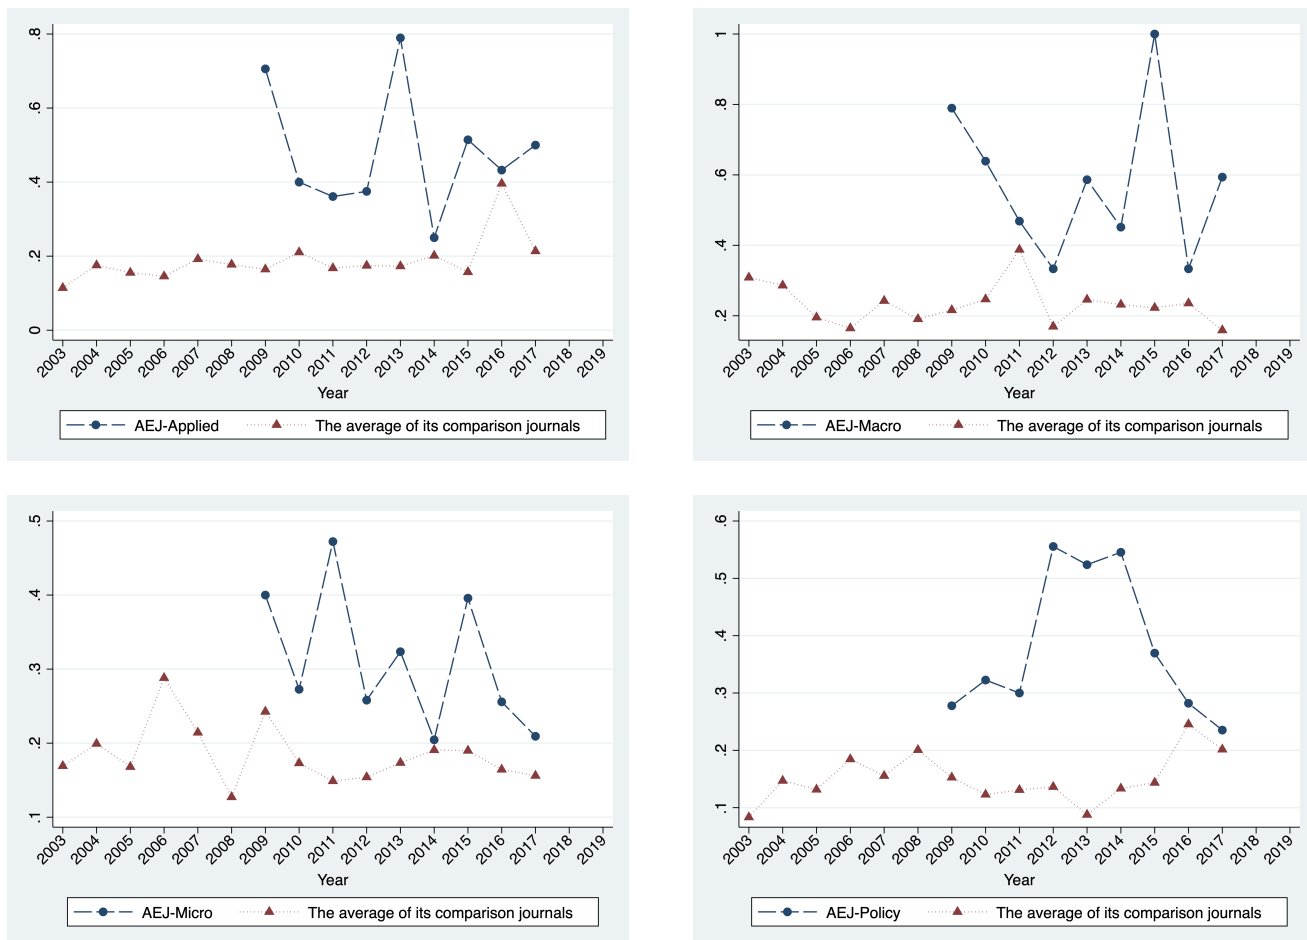 .8
.6
.4
.2
0
2003 2004 2005 2006 2007 2008 2009 2010 2011 2012 2013 2014 2015 2016 2017 2018 2019
Year
AEJ-Applied The average of its comparison journals
1
.8
.6
.4
.2
2003 2004 2005 2006 2007 2008 2009 2010 2011 2012 2013 2014 2015 2016 2017 2018 2019
Year
AEJ-Macro The average of its comparison journals
.5
.4
.3
.2
.1
2003 2004 2005 2006 2007 2008 2009 2010 2011 2012 2013 2014 2015 2016 2017 2018 2019
Year
AEJ-Micro The average of its comparison journals
.6
.5
.4
.3
.2
.1
2003 2004 2005 2006 2007 2008 2009 2010 2011 2012 2013 2014 2015 2016 2017 2018 2019
Year
AEJ-Policy The average of its comparison journals